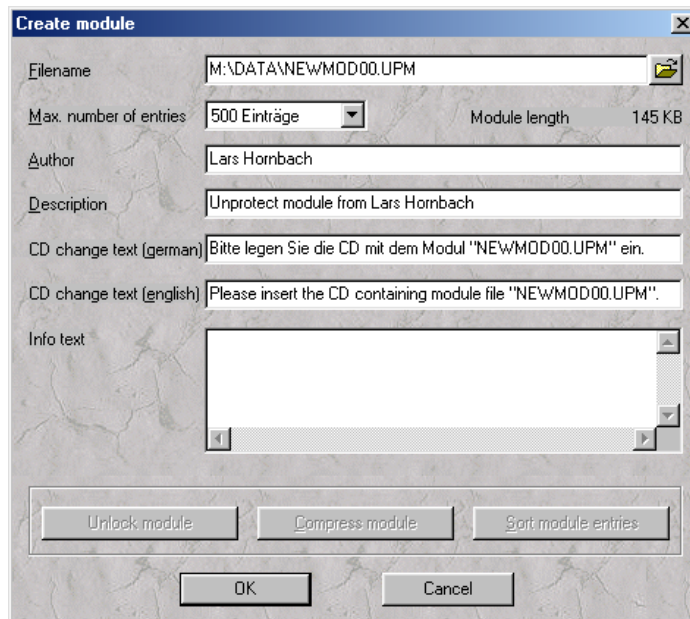 Create module
Filename M:\DATA\NEWMOD00.UPM
Max. number of entries 500 Einträge Module length 145 KB
Author Lars Hornbach
Description Unprotect module from Lars Hornbach
CD change text (german) Bitte legen Sie die CD mit dem Modul "NEWMOD00.UPM" ein.
CD change text (english) Please insert the CD containing module file "NEWMOD00.UPM".
Info text
Unlock module Compress module Sort module entries
OK Cancel